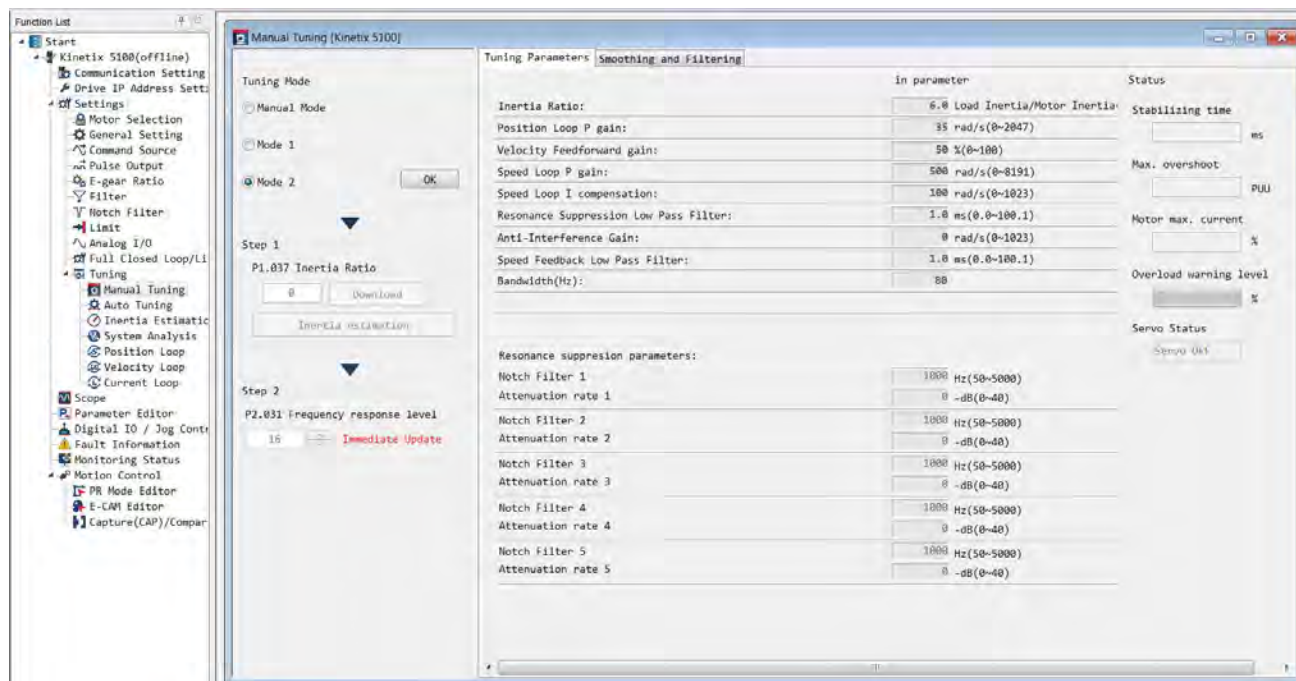 Function List
Start
Kinetix 5100(offline)
Communication Setting
Drive IP Address Setti
Settings
Motor Selection
General Setting
Command Source
Pulse Output
E-gear Ratio
Filter
Notch Filter
Limit
Analog I/O
Full Closed Loop/Li
Tuning
Manual Tuning
Auto Tuning
Inertia Estimatic
System Analysis
Position Loop
Velocity Loop
Current Loop
Scope
Parameter Editor
Digital IO / Jog Contr
Fault Information
Monitoring Status
Motion Control
PR Mode Editor
E-CAM Editor
Capture(CAP)/Compar
Manual Tuning [Kinetix 5100]
Tuning Mode
Manual Mode
Mode 1
Mode 2 OK
Step 1
P1.037 Inertia Ratio
0 Download
Inertia estimation
Step 2
P2.031 Frequency response level
16 Immediate Update
Tuning Parameters Smoothing and Filtering
in parameter
Inertia Ratio: 6.0 Load Inertia/Motor Inertia
Position Loop P gain: 35 rad/s(0~2047)
Velocity Feedforward gain: 50 %(0~100)
Speed Loop P gain: 500 rad/s(0~8191)
Speed Loop I compensation: 100 rad/s(0~1023)
Resonance Suppression Low Pass Filter: 1.0 ms(0.0~100.1)
Anti-Interference Gain: 0 rad/s(0~1023)
Speed Feedback Low Pass Filter: 1.0 ms(0.0~100.1)
Bandwidth(Hz): 80
Resonance suppresion parameters:
Notch Filter 1 1000 Hz(50~5000)
Attenuation rate 1 0 -dB(0~40)
Notch Filter 2 1000 Hz(50~5000)
Attenuation rate 2 0 -dB(0~40)
Notch Filter 3 1000 Hz(50~5000)
Attenuation rate 3 0 -dB(0~40)
Notch Filter 4 1000 Hz(50~5000)
Attenuation rate 4 0 -dB(0~40)
Notch Filter 5 1000 Hz(50~5000)
Attenuation rate 5 0 -dB(0~40)
Status
Stabilizing time
ms
Max. overshoot
PUU
Motor max. current
%
Overload warning level
%
Servo Status
Servo Off